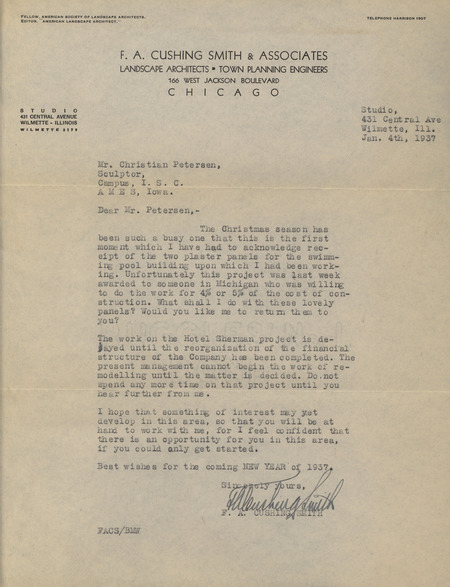 FELLOW, AMERICAN SOCIETY OF LANDSCAPE ARCHITECTS.
EDITOR, "AMERICAN LANDSCAPE ARCHITECT."
TELEPHONE HARRISON 1957
F. A. CUSHING SMITH & ASSOCIATES
LANDSCAPE ARCHITECTS • TOWN PLANNING ENGINEERS
166 WEST JACKSON BOULEVARD
CHICAGO
STUDIO
431 CENTRAL AVENUE
WILMETTE - ILLINOIS
WILMETTE 2174
Studio,
431 Central Ave
Wilmette, Ill.
Jan. 4th, 1937
Mr. Christian Petersen,
Sculptor,
Campus, I. S. C.
A M E S, Iowa.
Dear Mr. Petersen,-
The Christmas season has
been such a busy one that this is the first
moment which I have had to acknowledge rec-
eipt of the two plaster panels for the swimm-
ing pool building upon which I had been work-
ing. Unfortunately this project was last week
awarded to someone in Michigan who was willing
to do the work for 4% or 5% of the cost of con-
struction. What shall I do with these lovely
panels? Would you like me to return them to
you?
The work on the Hotel Sherman project is de-
layed until the reorganization of the financial
structure of the Company has been completed. The
present management cannot begin the work of re-
modelling until the matter is decided. Do.not
spend any more time on that project until you
hear further from me.
I hope that something of interest may yet
develop in this area, so that you will be at
hand to work with me, for I feel confident that
there is an opportunity for you in this area,
if you could only get started.
Best wishes for the coming NEW YEAR of 1937.
Sincerely Yours,
FACushingSmith
F. A. CUSHING SMITH
FACS/BMW